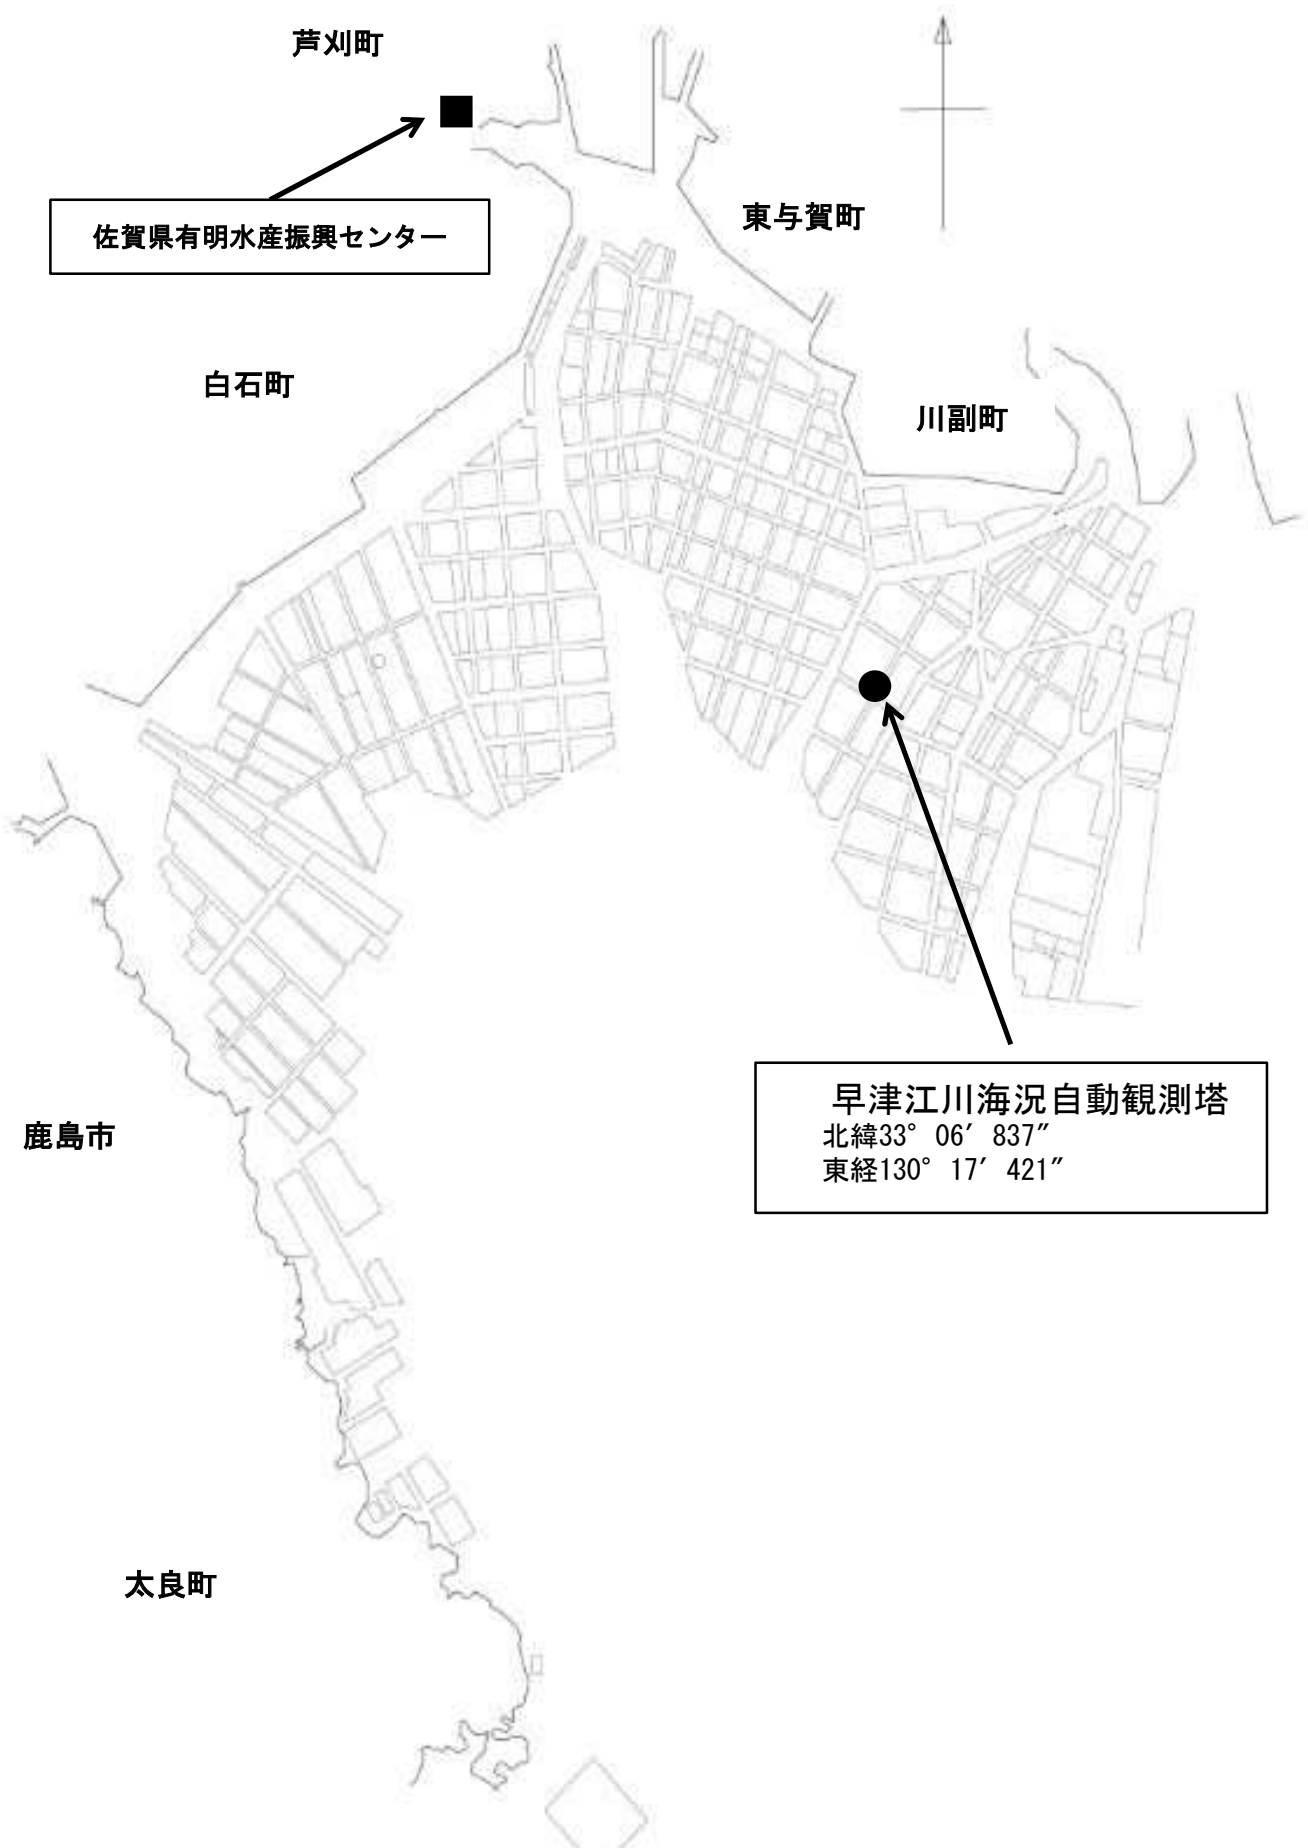 芦刈町
東与賀町
佐賀県有明水産振興センター
白石町
川副町
早津江川海況自動観測塔
北緯33° 06′ 837″
東経130° 17′ 421″
鹿島市
太良町